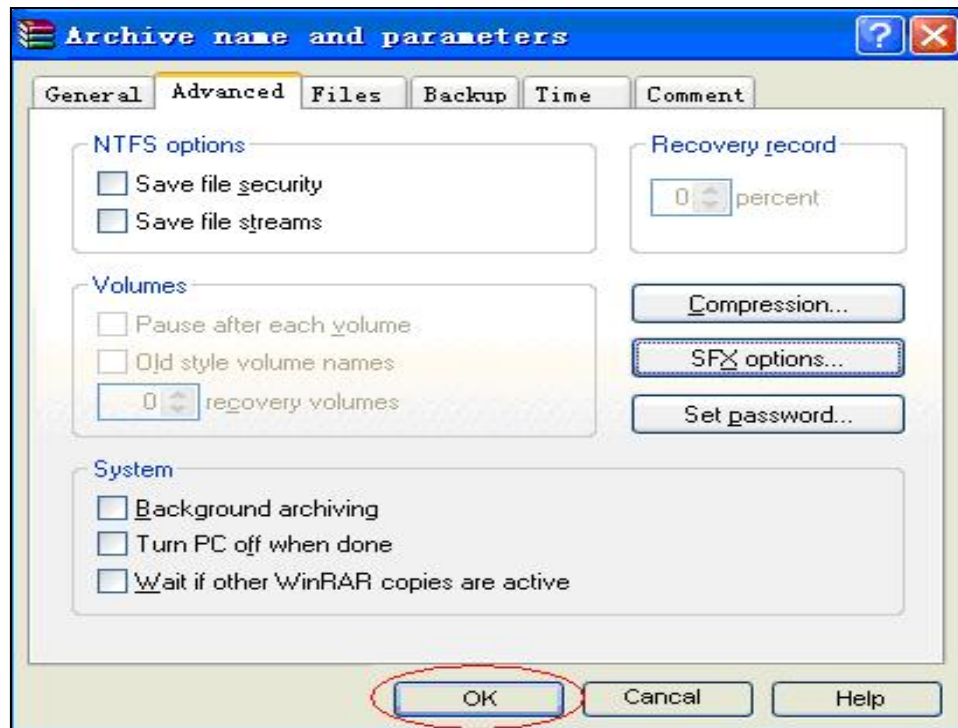 Archive name and parameters
General Advanced Files Backup Time Comment
NTFS options
Save file security
Save file streams
Recovery record
0 percent
Volumes
Pause after each volume
Old style volume names
0 recovery volumes
Compression...
SFX options...
Set password...
System
Background archiving
Turn PC off when done
Wait if other WinRAR copies are active
OK Cancal Help